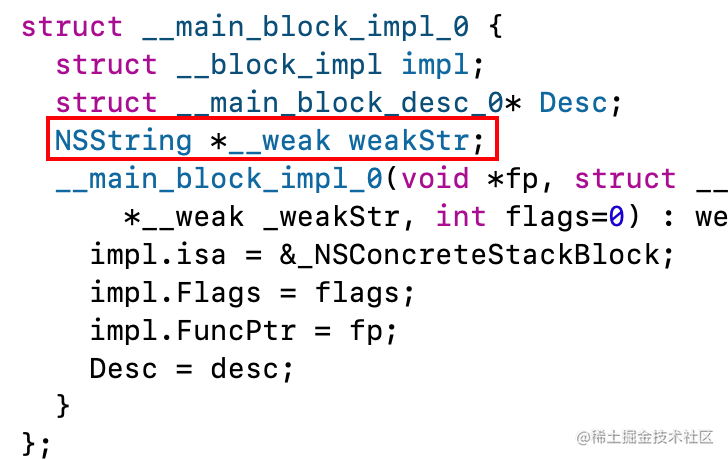 struct __main_block_impl_0 {
  struct __block_impl impl;
  struct __main_block_desc_0* Desc;
  NSString *__weak weakStr;
  __main_block_impl_0(void *fp, struct __
      *__weak _weakStr, int flags=0) : we
    impl.isa = &_NSConcreteStackBlock;
    impl.Flags = flags;
    impl.FuncPtr = fp;
    Desc = desc;
  }
};
@稀土掘金技术社区